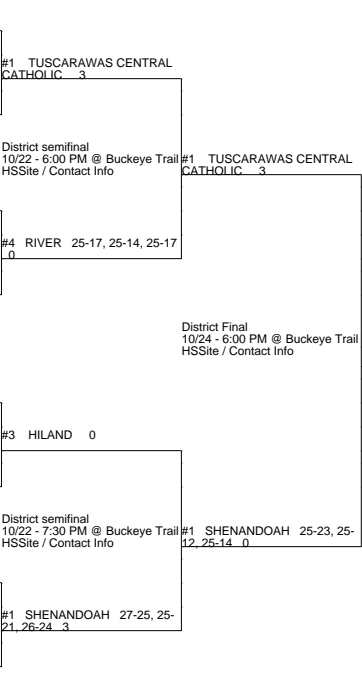 #1 TUSCARAWAS CENTRAL
CATHOLIC 3
District semifinal
10/22 - 6:00 PM @ Buckeye Trail
HSSite / Contact Info
#1 TUSCARAWAS CENTRAL
CATHOLIC 3
#4 RIVER 25-17, 25-14, 25-17
0
District Final
10/24 - 6:00 PM @ Buckeye Trail
HSSite / Contact Info
#3 HILAND 0
District semifinal
10/22 - 7:30 PM @ Buckeye Trail
HSSite / Contact Info
#1 SHENANDOAH 25-23, 25-
12, 25-14 0
#1 SHENANDOAH 27-25, 25-
21, 26-24 3